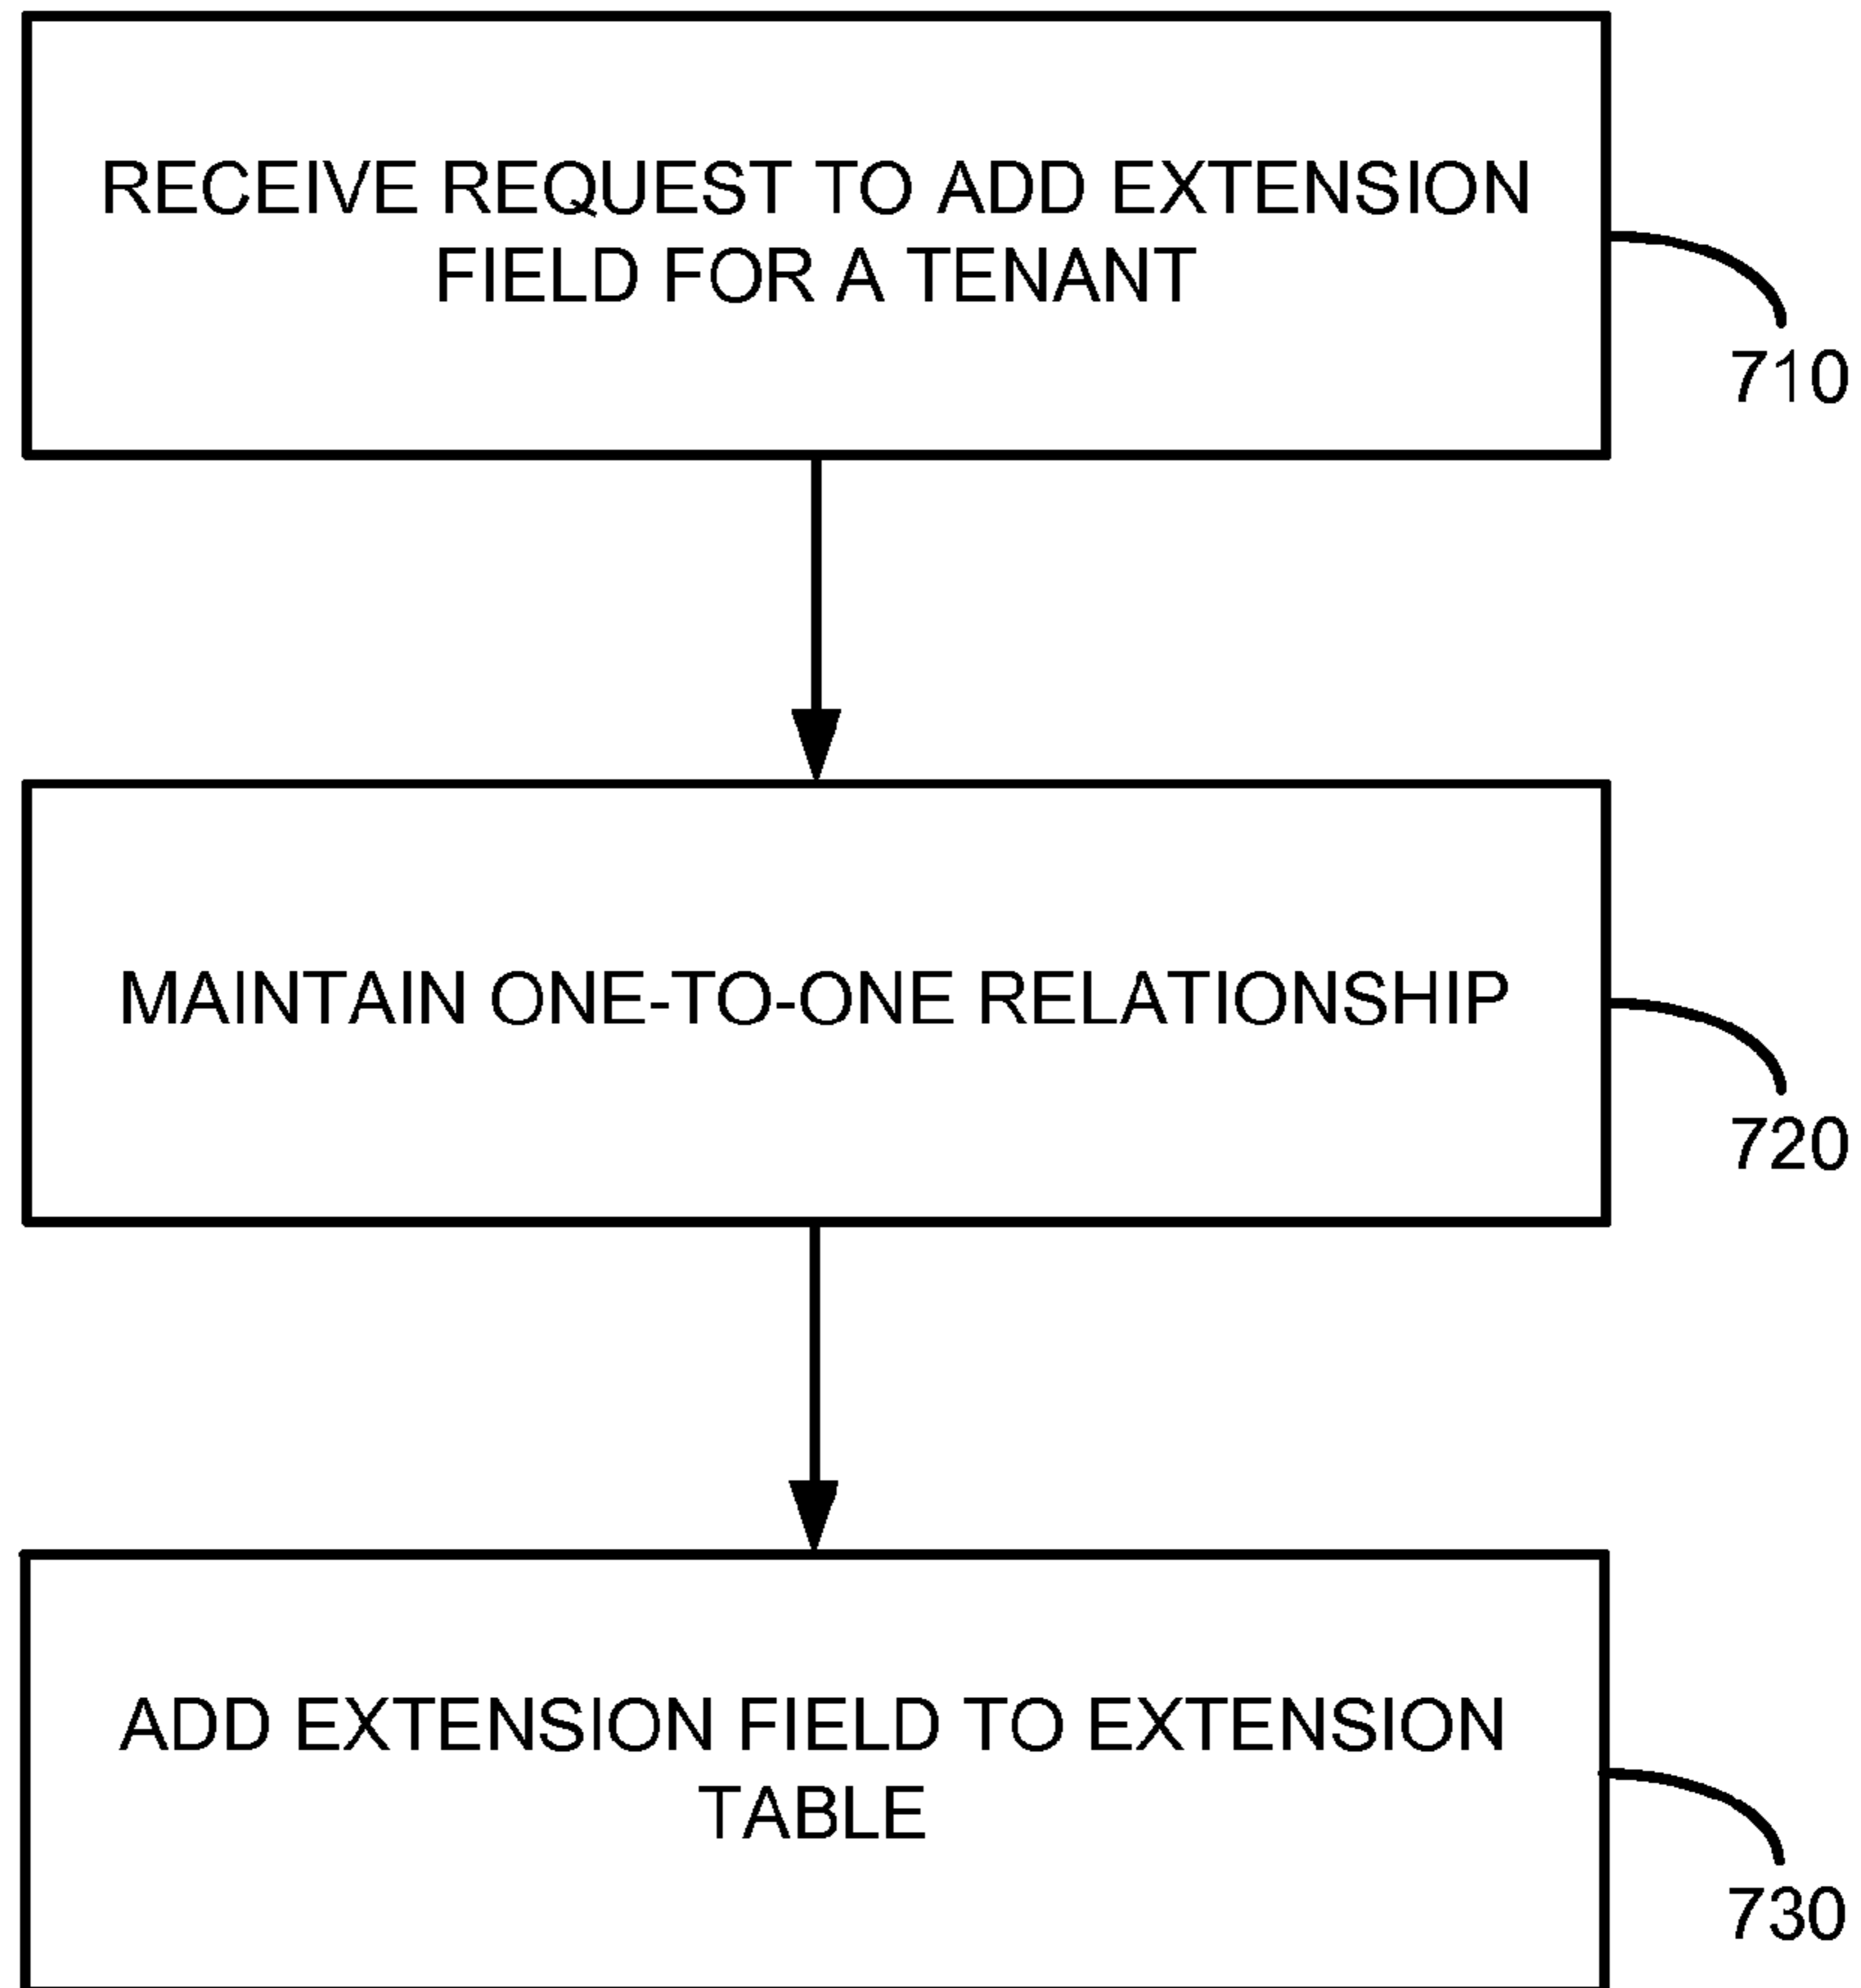 RECEIVE REQUEST TO ADD EXTENSION
FIELD FOR A TENANT
710
MAINTAIN ONE-TO-ONE RELATIONSHIP
720
ADD EXTENSION FIELD TO EXTENSION
TABLE
730